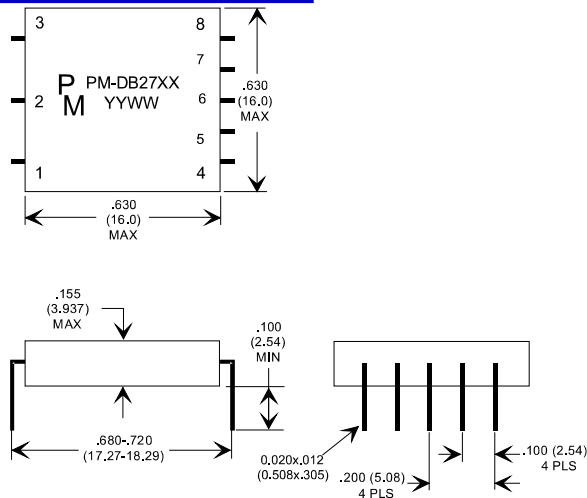 3
8
7
P
M
PM-DB27XX
YYWW
2
6
5
1
4
.630
(16.0)
MAX
.630
(16.0)
MAX
.155
(3.937)
MAX
.100
(2.54)
MIN
.680-.720
(17.27-18.29)
0.020x.012
(0.508x.305)
.200 (5.08)
4 PLS
.100 (2.54)
4 PLS